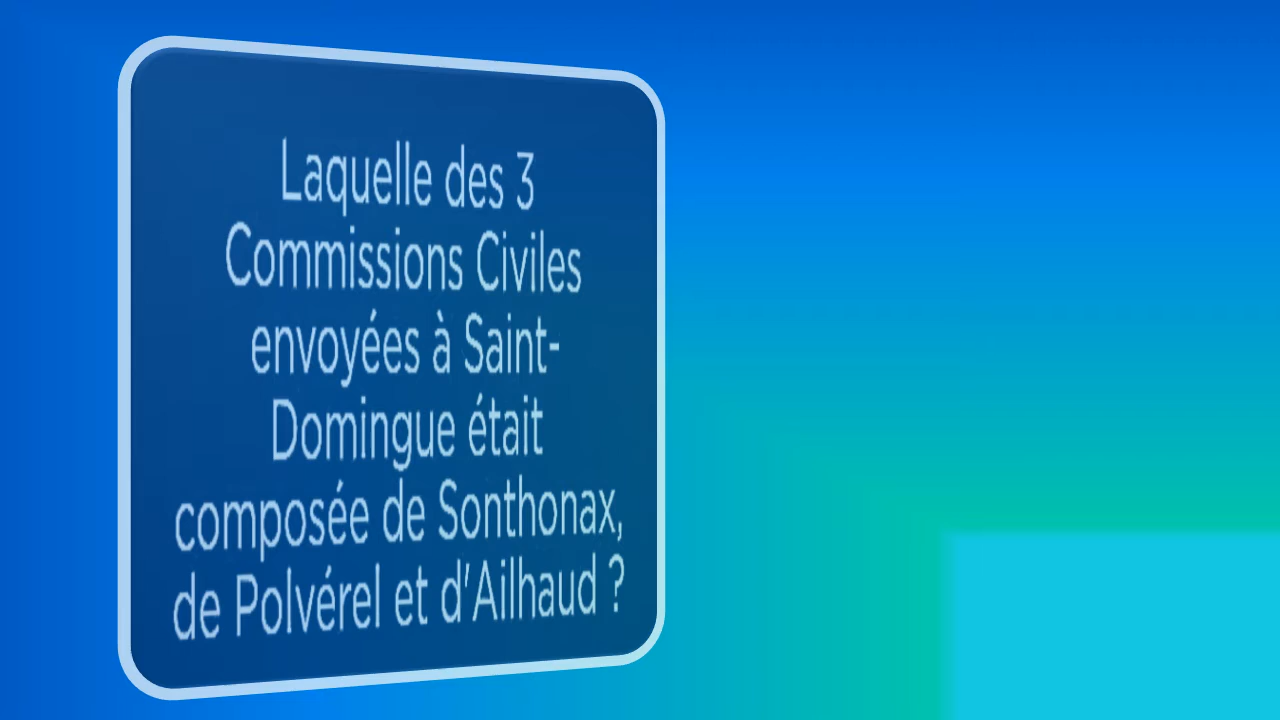 Laquelle des 3
Commissions Civiles
envoyées à Saint-
Domingue était
composée de Sonthonax,
de Polvérel et d'Ailhaud ?